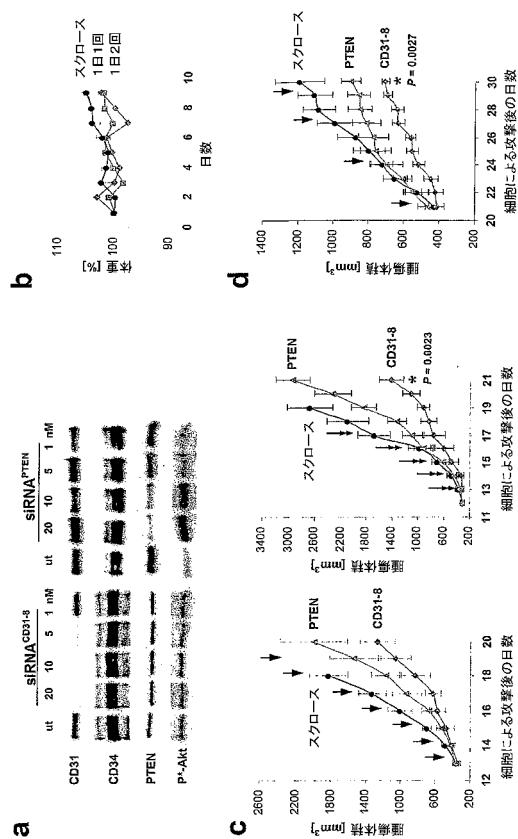 a
siRNA^CD31-8
siRNA^PTEN
ut 20 10 5 1 nM
ut 20 10 5 1 nM
CD31
CD34
PTEN
P*-Akt
b
体重 [%]
110
100
90
スクロース
1日1回
1日2回
0 2 4 6 8 10
日数
c
腫瘍体積 [mm³]
2600
2200
1800
1400
1000
600
200
スクロース
PTEN
CD31-8
12 14 16 18 20
細胞による攻撃後の日数
腫瘍体積 [mm³]
3400
3000
2600
2200
1800
1400
1000
600
200
スクロース
PTEN
CD31-8
*
P = 0.0023
11 13 15 17 19 21
細胞による攻撃後の日数
d
腫瘍体積 [mm³]
1400
1200
1000
800
600
400
200
スクロース
PTEN
CD31-8
*
P = 0.0027
20 22 24 26 28 30
細胞による攻撃後の日数